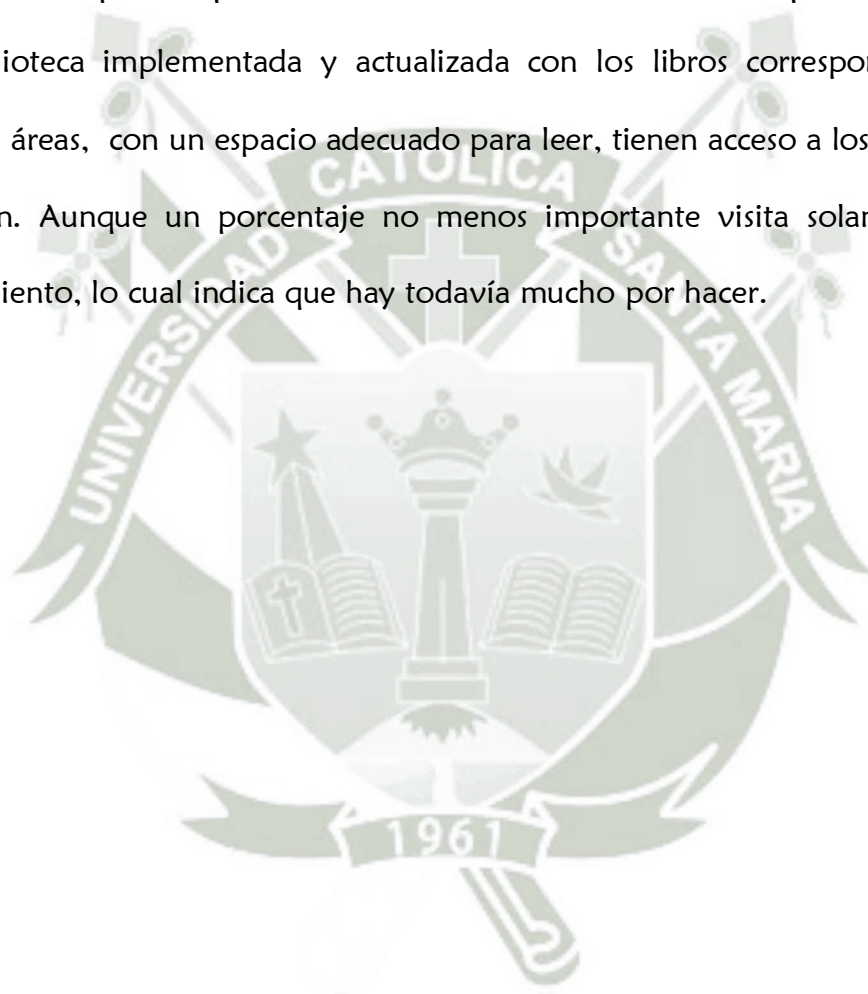 ioteca implementada y actualizada con los libros correspo
áreas, con un espacio adecuado para leer, tienen acceso a los
n. Aunque un porcentaje no menos importante visita sola
iento, lo cual indica que hay todavía mucho por hacer.
UNIVERSIDAD CATOLICA SANTA MARIA
1961